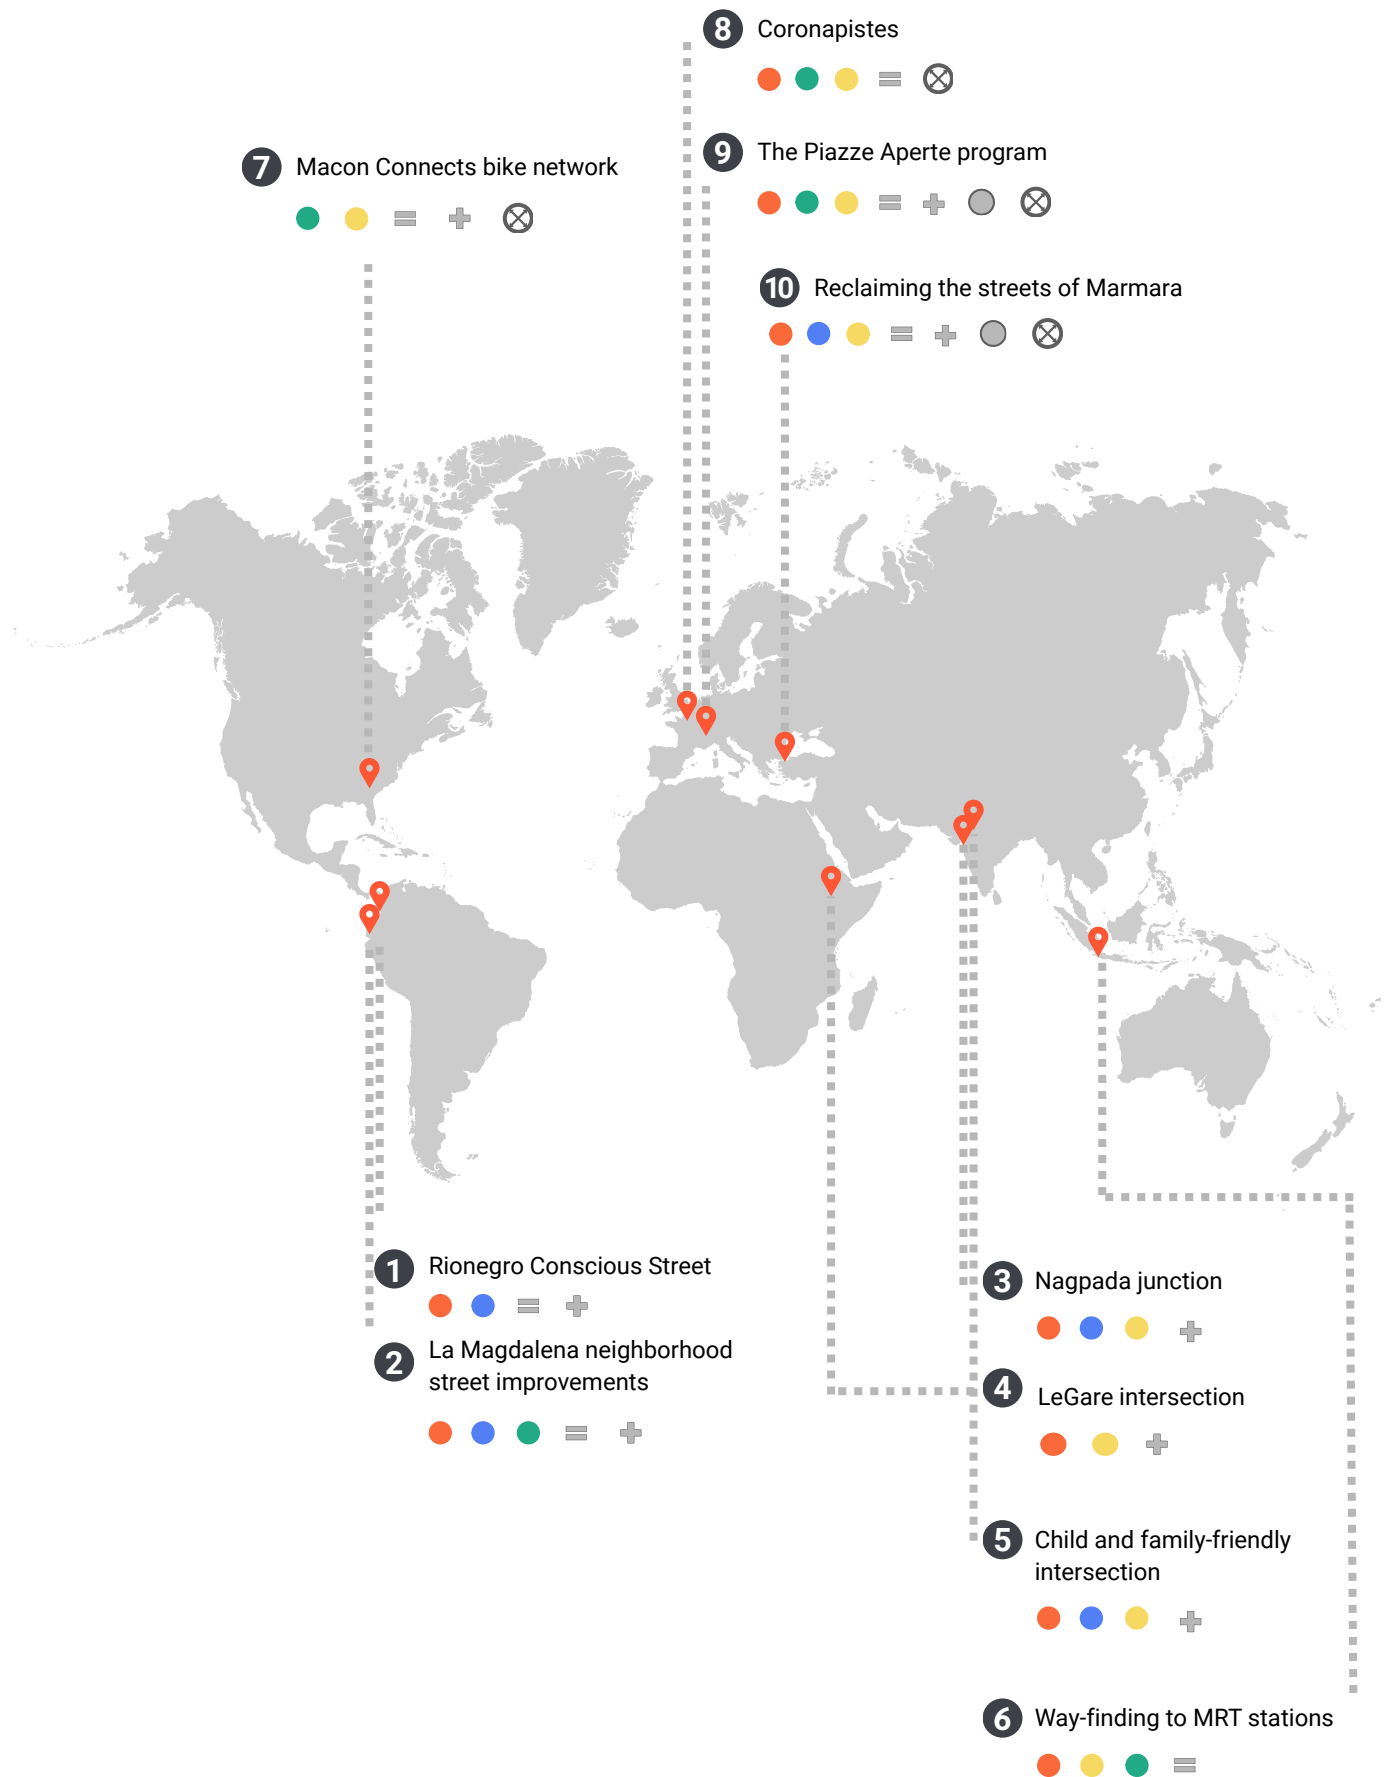 8 Coronapistes
9 The Piazze Aperte program
7 Macon Connects bike network
10 Reclaiming the streets of Marmara
1 Rionegro Conscious Street
2 La Magdalena neighborhood
street improvements
3 Nagpada junction
4 LeGare intersection
5 Child and family-friendly
intersection
6 Way-finding to MRT stations